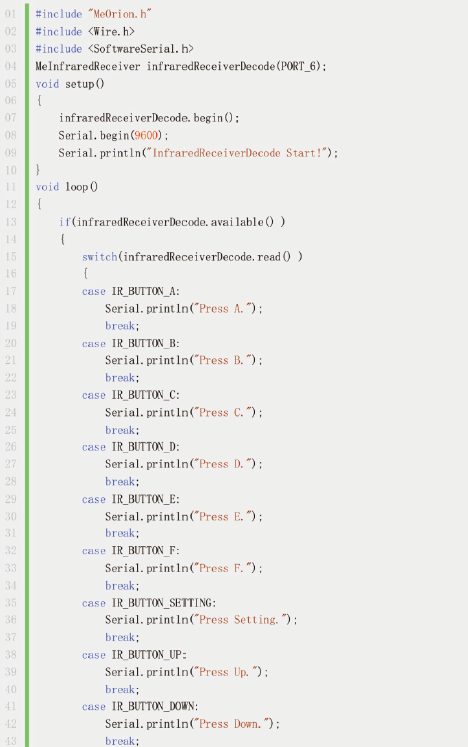 01 #include "MeOrion.h"
02 #include <Wire.h>
03 #include <SoftwareSerial.h>
04 MeInfraredReceiver infraredReceiverDecode(PORT_6);
05 void setup()
06 {
07     infraredReceiverDecode.begin();
08     Serial.begin(9600);
09     Serial.println("InfraredReceiverDecode Start!");
10 }
11 void loop()
12 {
13     if(infraredReceiverDecode.available() )
14     {
15         switch(infraredReceiverDecode.read() )
16         {
17         case IR_BUTTON_A:
18             Serial.println("Press A.");
19             break;
20         case IR_BUTTON_B:
21             Serial.println("Press B.");
22             break;
23         case IR_BUTTON_C:
24             Serial.println("Press C.");
25             break;
26         case IR_BUTTON_D:
27             Serial.println("Press D.");
28             break;
29         case IR_BUTTON_E:
30             Serial.println("Press E.");
31             break;
32         case IR_BUTTON_F:
33             Serial.println("Press F.");
34             break;
35         case IR_BUTTON_SETTING:
36             Serial.println("Press Setting.");
37             break;
38         case IR_BUTTON_UP:
39             Serial.println("Press Up.");
40             break;
41         case IR_BUTTON_DOWN:
42             Serial.println("Press Down.");
43             break;